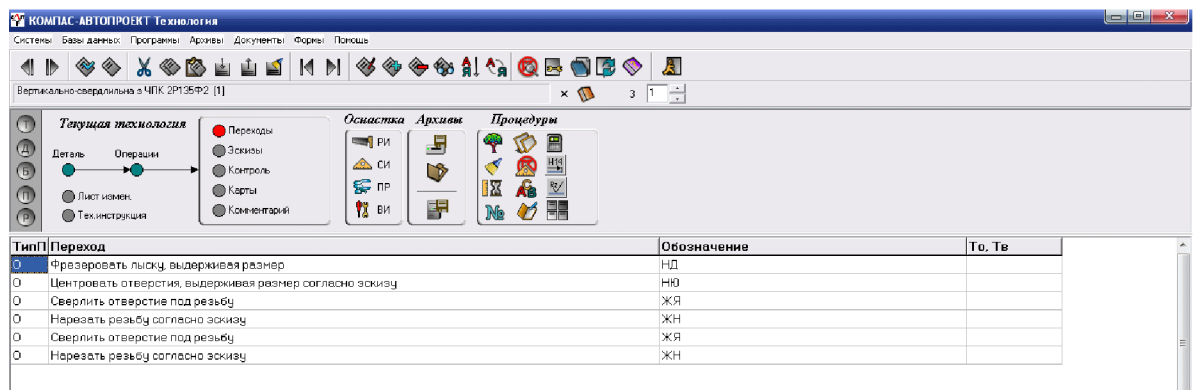 КОМПАС-АВТОПРОЕКТ Технология
Системы Базы данных Программы Архивы Документы Формы Помощь
Вертикально-свердлильна з ЧПК 2Р135Ф2 [1] 3 1
Текущая технология Оснастка Архивы Процедуры
Т Переходы РИ
Д Деталь Операции Эскизы СИ
Б Контроль ПР
П Лист измен. Карты ВИ
Р Тех.инструкция Комментарий №
ТипП Переход Обозначение То, Тв
О Фрезеровать лыску, выдерживая размер НД
О Центровать отверстия, выдерживая размер согласно эскизу НЮ
О Сверлить отверстие под резьбу ЖЯ
О Нарезать резьбу согласно эскизу ЖН
О Сверлить отверстие под резьбу ЖЯ
О Нарезать резьбу согласно эскизу ЖН